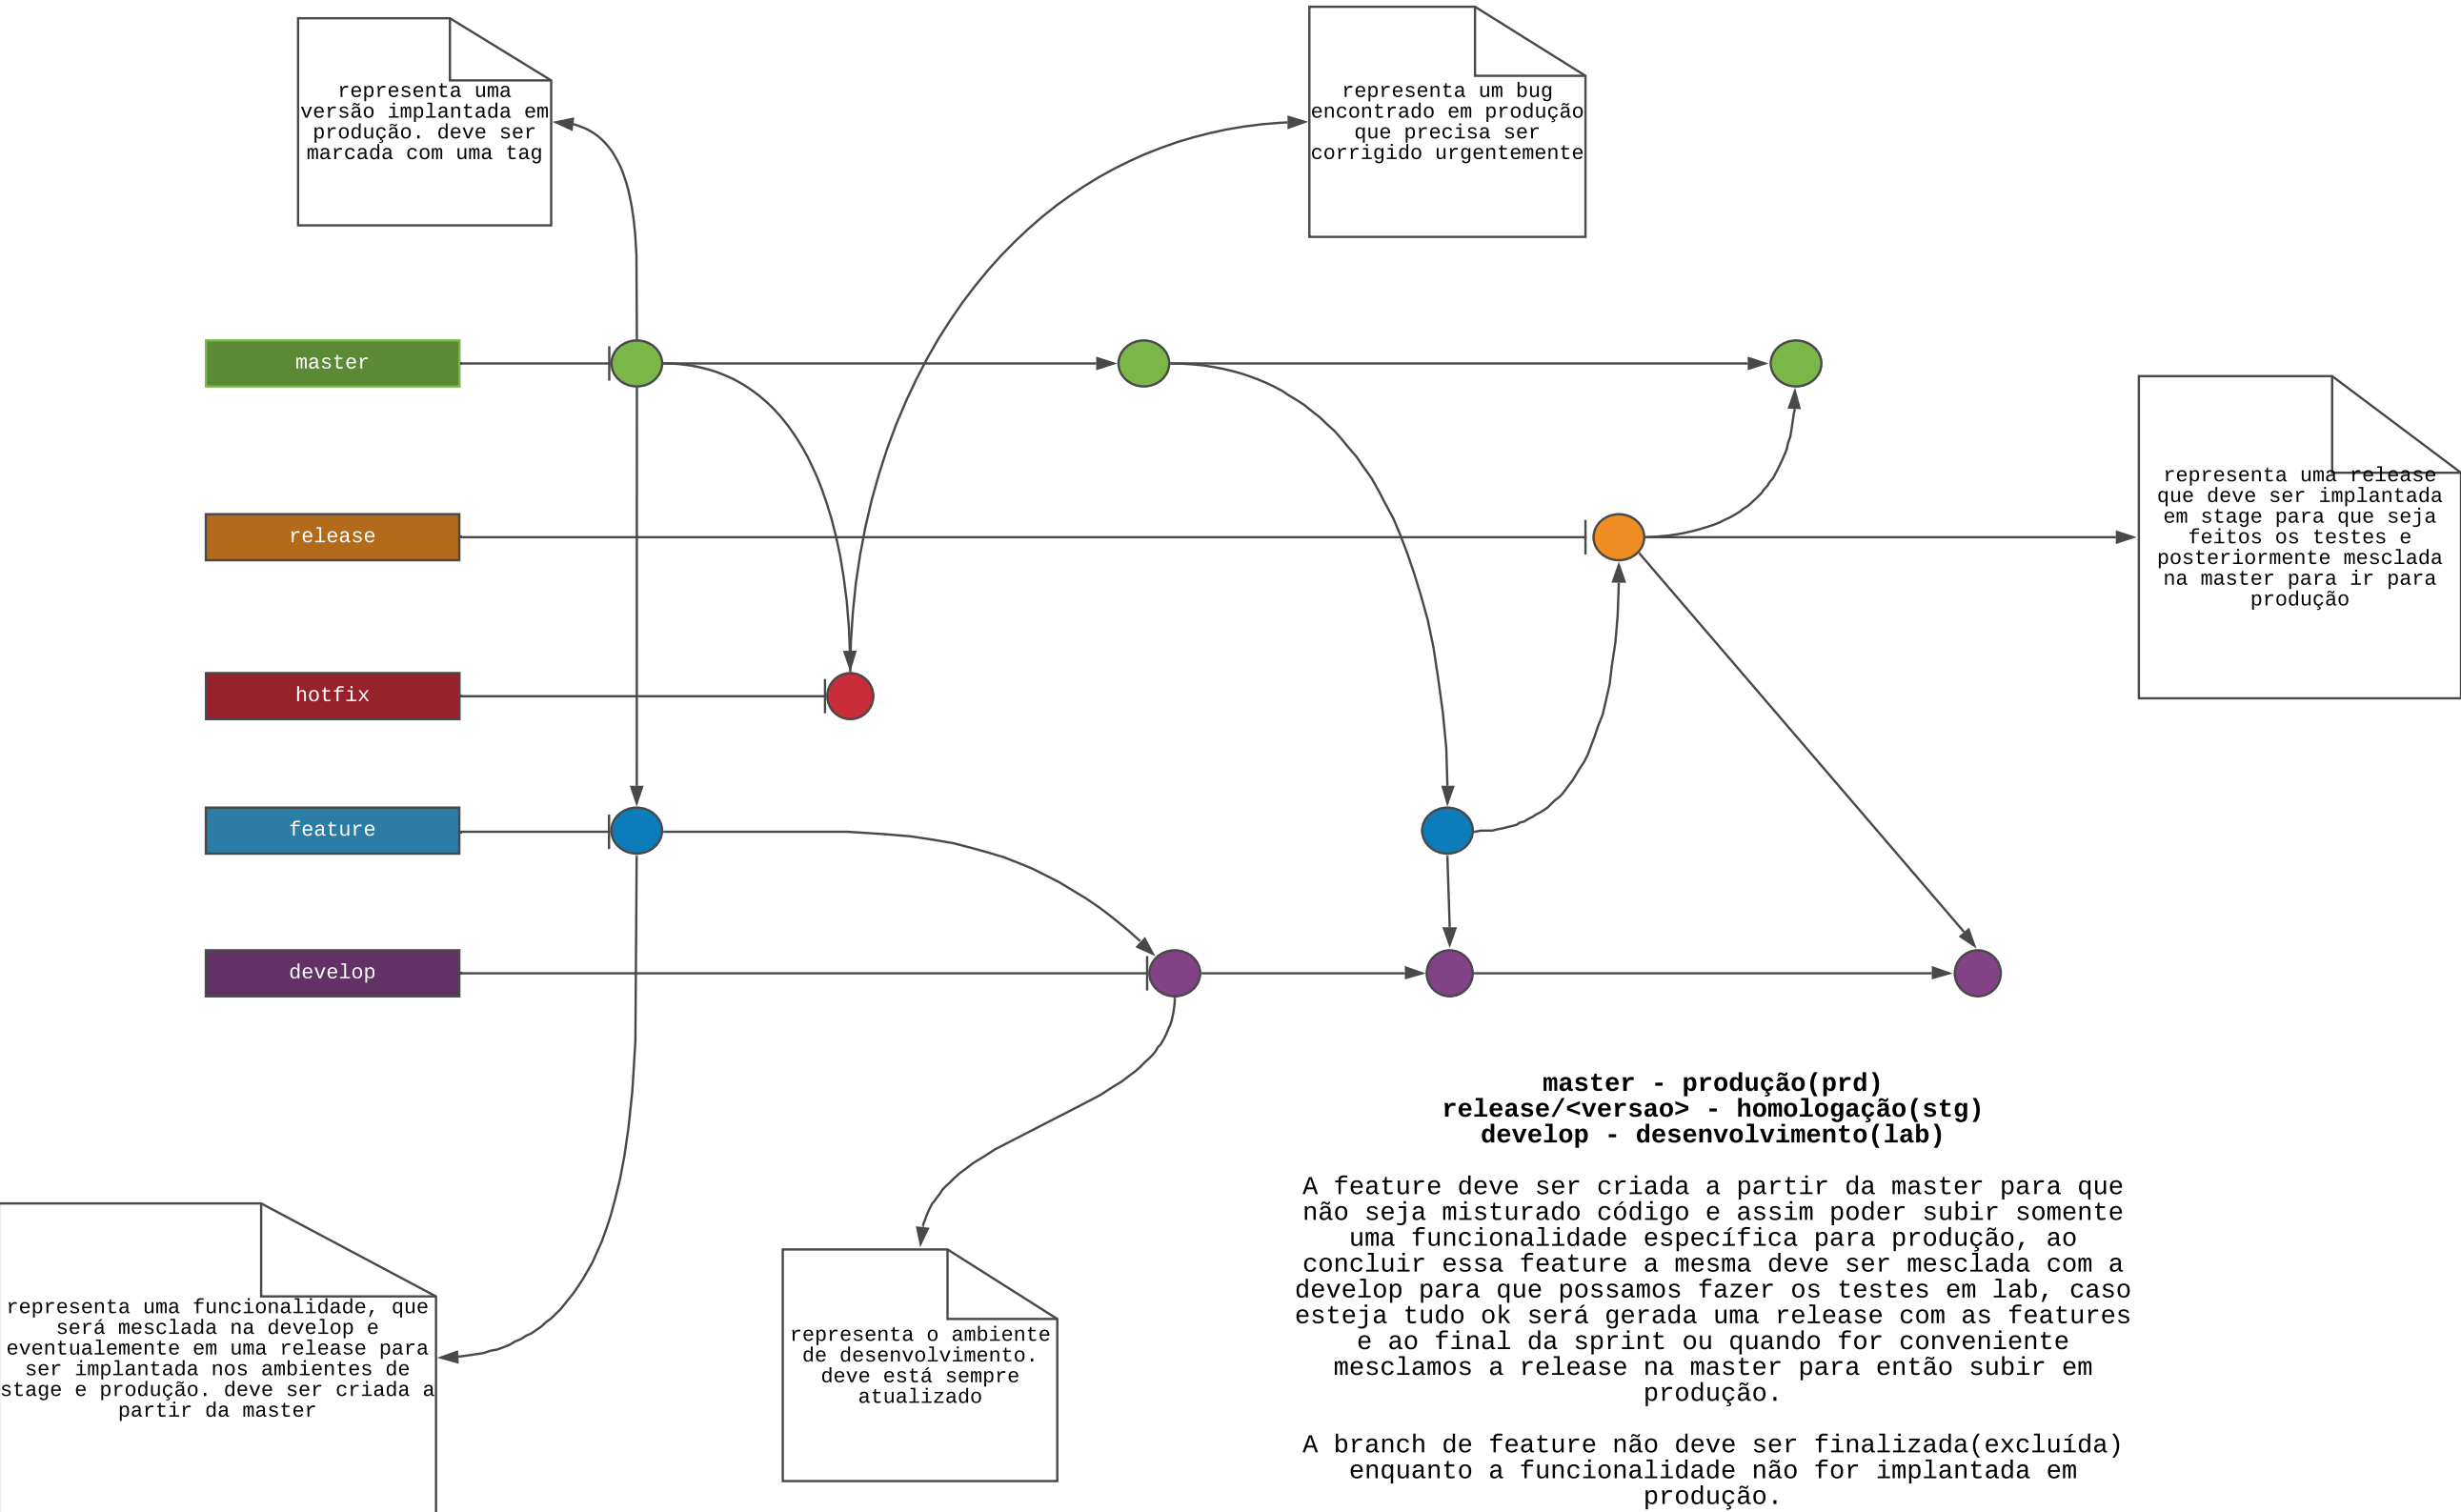 representa uma
versão implantada em
produção. deve ser
marcada com uma tag
representa um bug
encontrado em produção
que precisa ser
corrigido urgentemente
master
representa uma release
que deve ser implantada
em stage para que seja
feitos os testes e
posteriormente mesclada
na master para ir para
produção
release
hotfix
feature
develop
master - produção(prd)
release/<versao> - homologação(stg)
develop - desenvolvimento(lab)
A feature deve ser criada a partir da master para que
não seja misturado código e assim poder subir somente
uma funcionalidade específica para produção, ao
concluir essa feature a mesma deve ser mesclada com a
develop para que possamos fazer os testes em lab, caso
esteja tudo ok será gerada uma release com as features
e ao final da sprint ou quando for conveniente
mesclamos a release na master para então subir em
produção.
A branch de feature não deve ser finalizada(excluída)
enquanto a funcionalidade não for implantada em
produção.
representa uma funcionalidade, que
será mesclada na develop e
eventualemente em uma release para
ser implantada nos ambientes de
stage e produção. deve ser criada a
partir da master
representa o ambiente
de desenvolvimento.
deve está sempre
atualizado